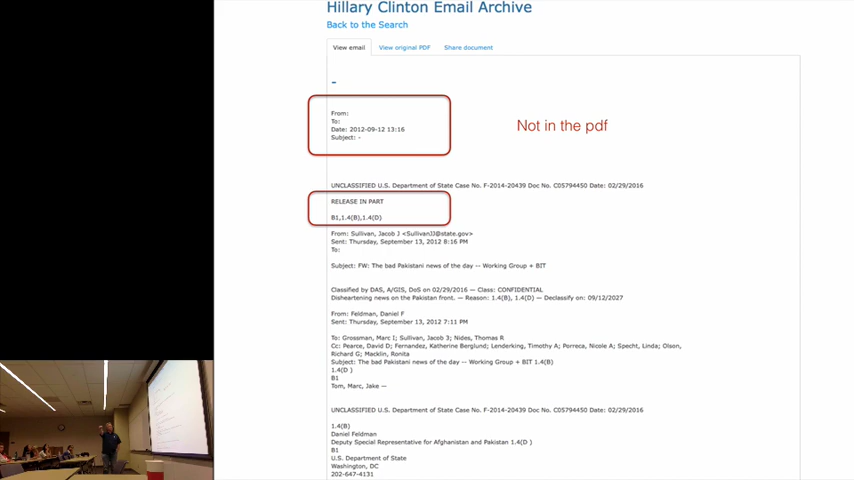 Hillary Clinton Email Archive
Back to the Search
View email View original PDF Share document
-
From:
To:
Date: 2012-09-12 13:16
Subject: -
Not in the pdf
UNCLASSIFIED U.S. Department of State Case No. F-2014-20439 Doc No. C05794450 Date: 02/29/2016
RELEASE IN PART
B1,1.4(B),1.4(D)
From: Sullivan, Jacob J <SullivanJJ@state.gov>
Sent: Thursday, September 13, 2012 8:16 PM
To:
Subject: FW: The bad Pakistani news of the day -- Working Group + BIT
Classified by DAS, A/GIS, DoS on 02/29/2016 — Class: CONFIDENTIAL
Disheartening news on the Pakistan front. — Reason: 1.4(B), 1.4(D) — Declassify on: 09/12/2027
From: Feldman, Daniel F
Sent: Thursday, September 13, 2012 7:11 PM
To: Grossman, Marc I; Sullivan, Jacob J; Nides, Thomas R
Cc: Pearce, David D; Fernandez, Katherine Berglund; Lenderking, Timothy A; Porreca, Nicole A; Specht, Linda; Olson,
Richard G; Macklin, Ronita
Subject: The bad Pakistani news of the day -- Working Group + BIT 1.4(B)
1.4(D )
B1
Tom, Marc, Jake —
UNCLASSIFIED U.S. Department of State Case No. F-2014-20439 Doc No. C05794450 Date: 02/29/2016
1.4(B)
Daniel Feldman
Deputy Special Representative for Afghanistan and Pakistan 1.4(D )
B1
U.S. Department of State
Washington, DC
202-647-4131